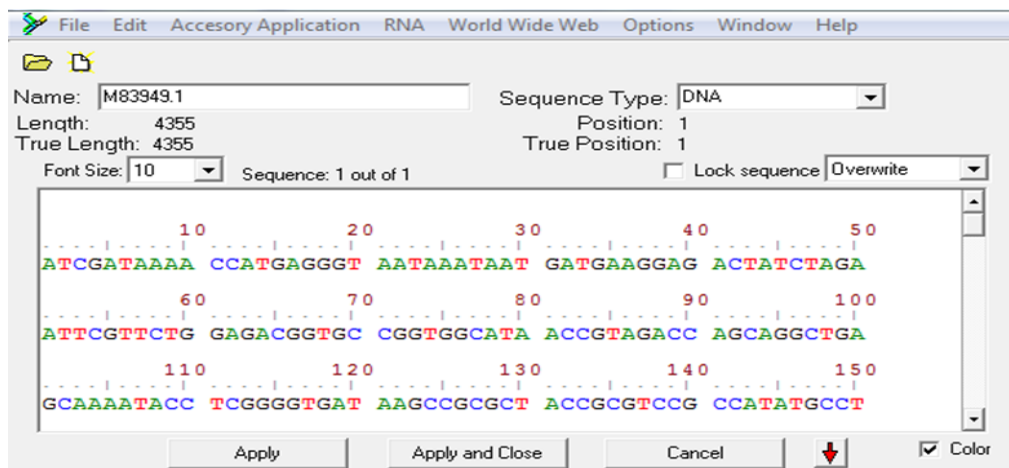 File Edit Accesory Application RNA World Wide Web Options Window Help
Name: M83949.1 Sequence Type: DNA
Length: 4355 Position: 1
True Length: 4355 True Position: 1
Font Size: 10 Sequence: 1 out of 1 Lock sequence Overwrite
10 20 30 40 50
ATCGATAAAA CCATGAGGGT AATAAATAAT GATGAAGGAG ACTATCTAGA
60 70 80 90 100
ATTCGTTCTG GAGACGGTGC CGGTGGCATA ACCGTAGACC AGCAGGCTGA
110 120 130 140 150
GCAAAATACC TCGGGGTGAT AAGCCGCGCT ACCGCGTCCG CCATATGCCT
Apply Apply and Close Cancel Color